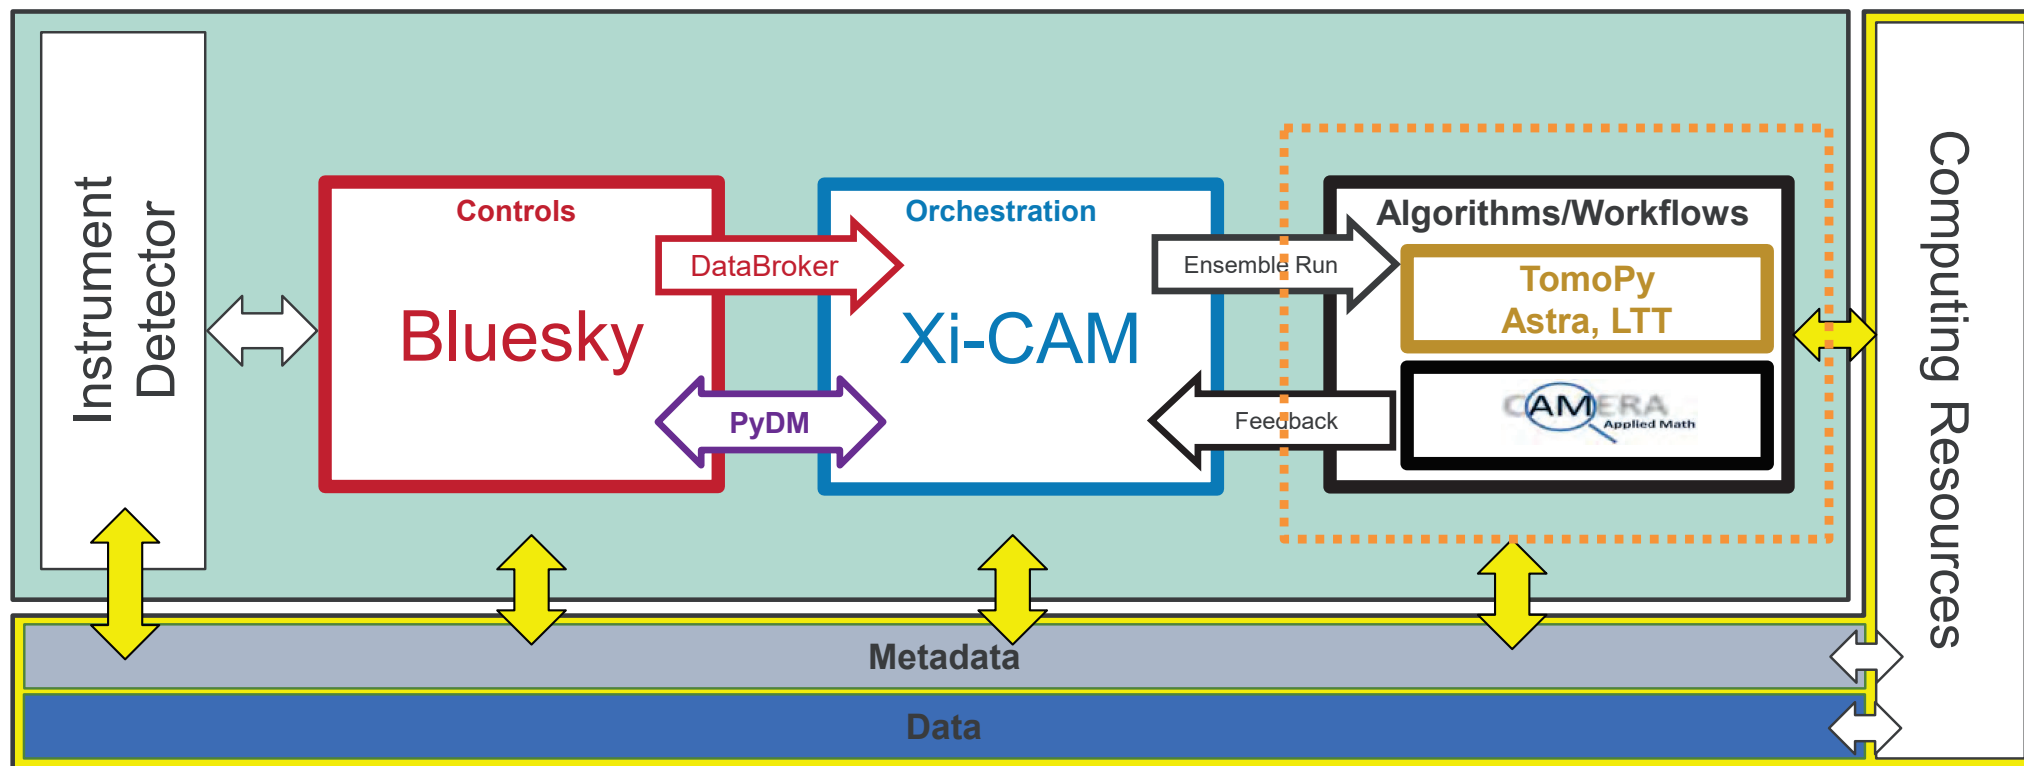 Instrument
Detector
Controls
Bluesky
DataBroker
PyDM
Orchestration
Xi-CAM
Ensemble Run
Feedback
Algorithms/Workflows
TomoPy
Astra, LTT
CAMERA
Applied Math
Computing Resources
Metadata
Data